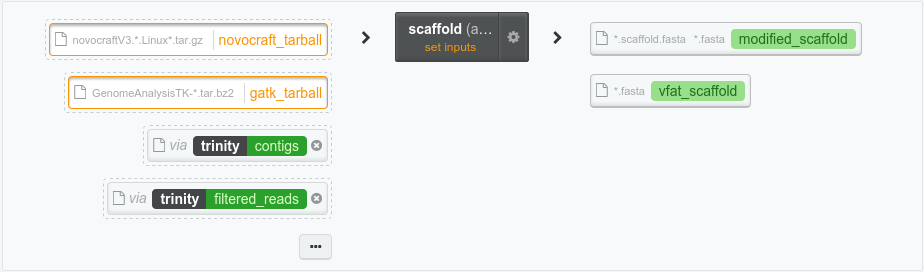 novocraftV3.*.Linux*.tar.gz novocraft_tarball
GenomeAnalysisTK-*.tar.bz2 gatk_tarball
via trinity contigs
via trinity filtered_reads
...
scaffold (a...
set inputs
*.scaffold.fasta *.fasta modified_scaffold
*.fasta vfat_scaffold